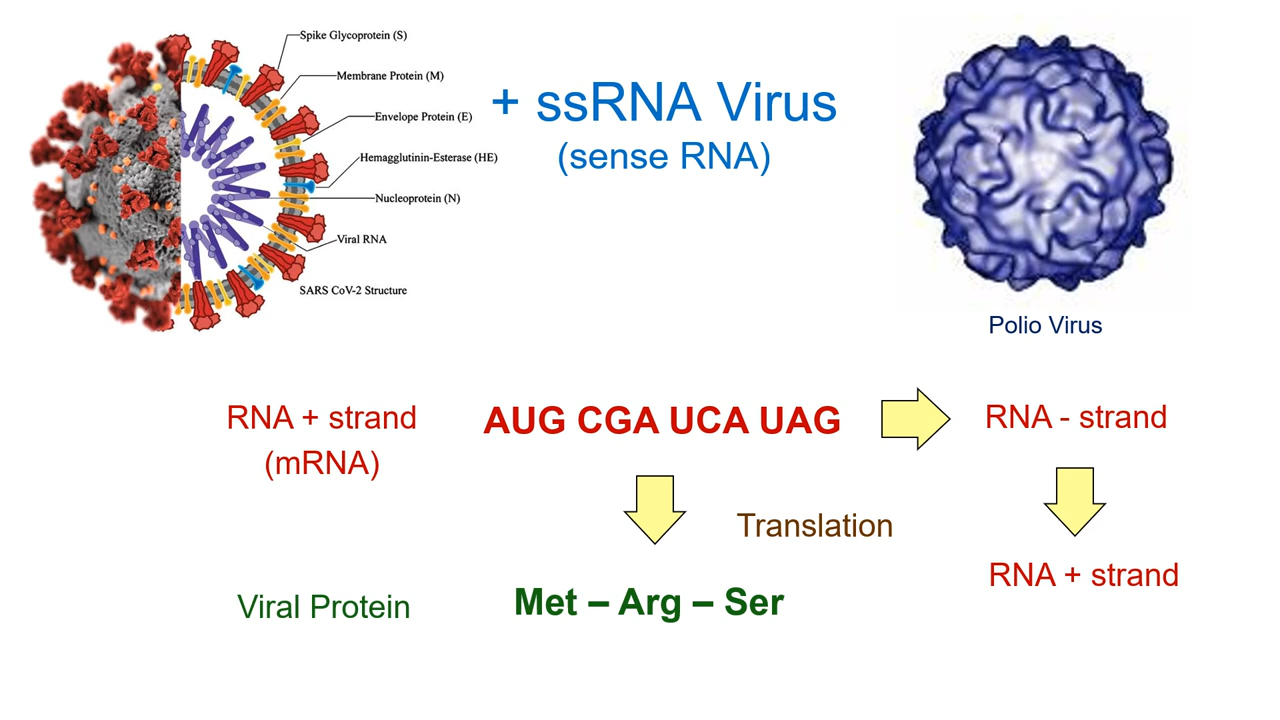 Spike Glycoprotein (S)
Membrane Protein (M)
Envelope Protein (E)
Hemagglutinin-Esterase (HE)
Nucleoprotein (N)
Viral RNA
SARS CoV-2 Structure
+ ssRNA Virus
(sense RNA)
Polio Virus
RNA + strand
(mRNA)
AUG CGA UCA UAG
RNA - strand
Translation
RNA + strand
Viral Protein
Met – Arg – Ser